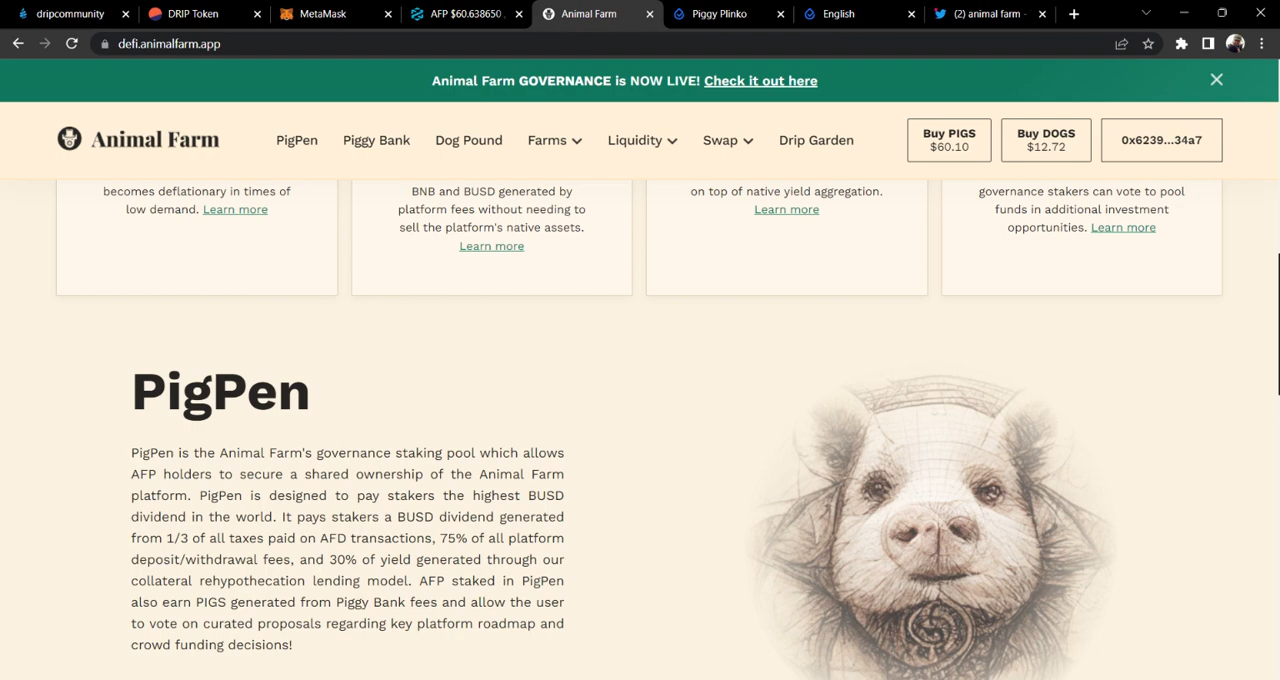 dripcommunity
DRIP Token
MetaMask
AFP $60.638650
Animal Farm
Piggy Plinko
English
(2) animal farm -
defi.animalfarm.app
Animal Farm GOVERNANCE is NOW LIVE! Check it out here
Animal Farm
PigPen
Piggy Bank
Dog Pound
Farms
Liquidity
Swap
Drip Garden
Buy PIGS
$60.10
Buy DOGS
$12.72
0x6239...34a7
becomes deflationary in times of
low demand. Learn more
BNB and BUSD generated by
platform fees without needing to
sell the platform's native assets.
Learn more
on top of native yield aggregation.
Learn more
governance stakers can vote to pool
funds in additional investment
opportunities. Learn more
PigPen
PigPen is the Animal Farm's governance staking pool which allows
AFP holders to secure a shared ownership of the Animal Farm
platform. PigPen is designed to pay stakers the highest BUSD
dividend in the world. It pays stakers a BUSD dividend generated
from 1/3 of all taxes paid on AFD transactions, 75% of all platform
deposit/withdrawal fees, and 30% of yield generated through our
collateral rehypothecation lending model. AFP staked in PigPen
also earn PIGS generated from Piggy Bank fees and allow the user
to vote on curated proposals regarding key platform roadmap and
crowd funding decisions!